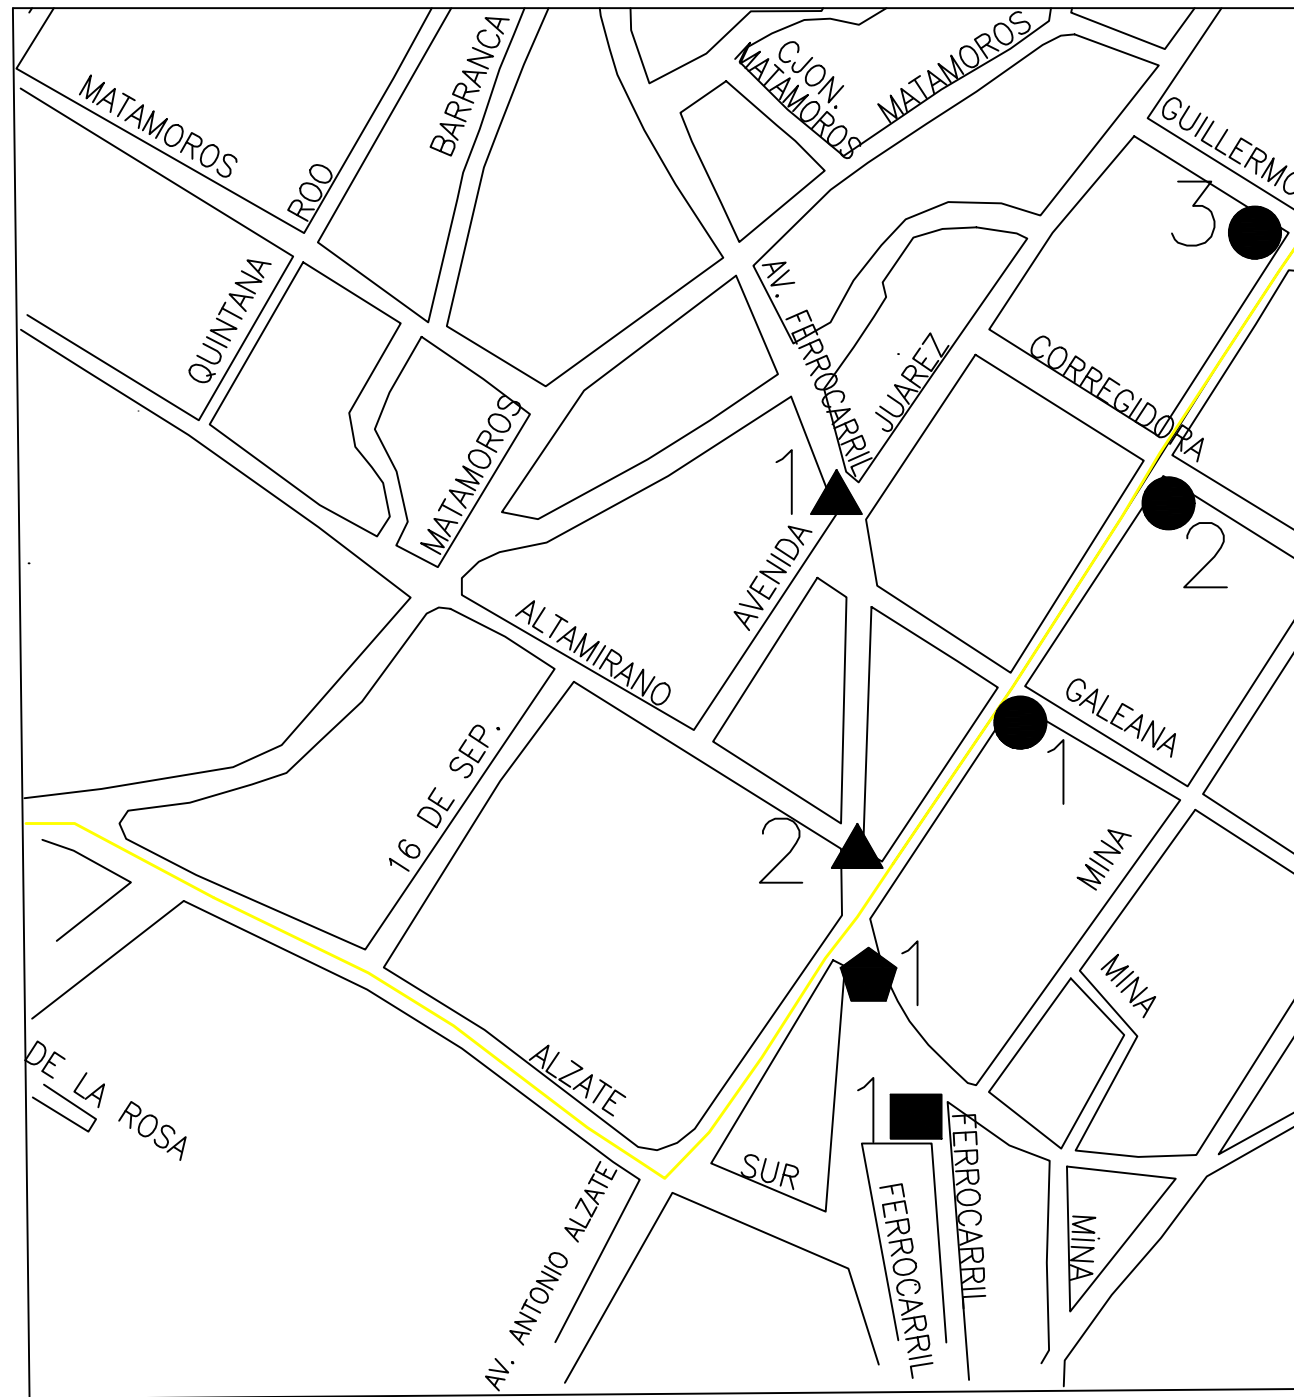 MATAMOROS
BARRANCA
CJON.
MATAMOROS
MATAMOROS
GUILLERMO
ROO
3
QUINTANA
AV. FERROCARRIL
JUAREZ
CORREGIDORA
MATAMOROS
1
2
AVENIDA
ALTAMIRANO
GALEANA
16 DE SEP.
1
2
MINA
1
MINA
DE LA ROSA
ALZATE
1
SUR
FERROCARRIL
FERROCARRIL
MINA
AV. ANTONIO ALZATE